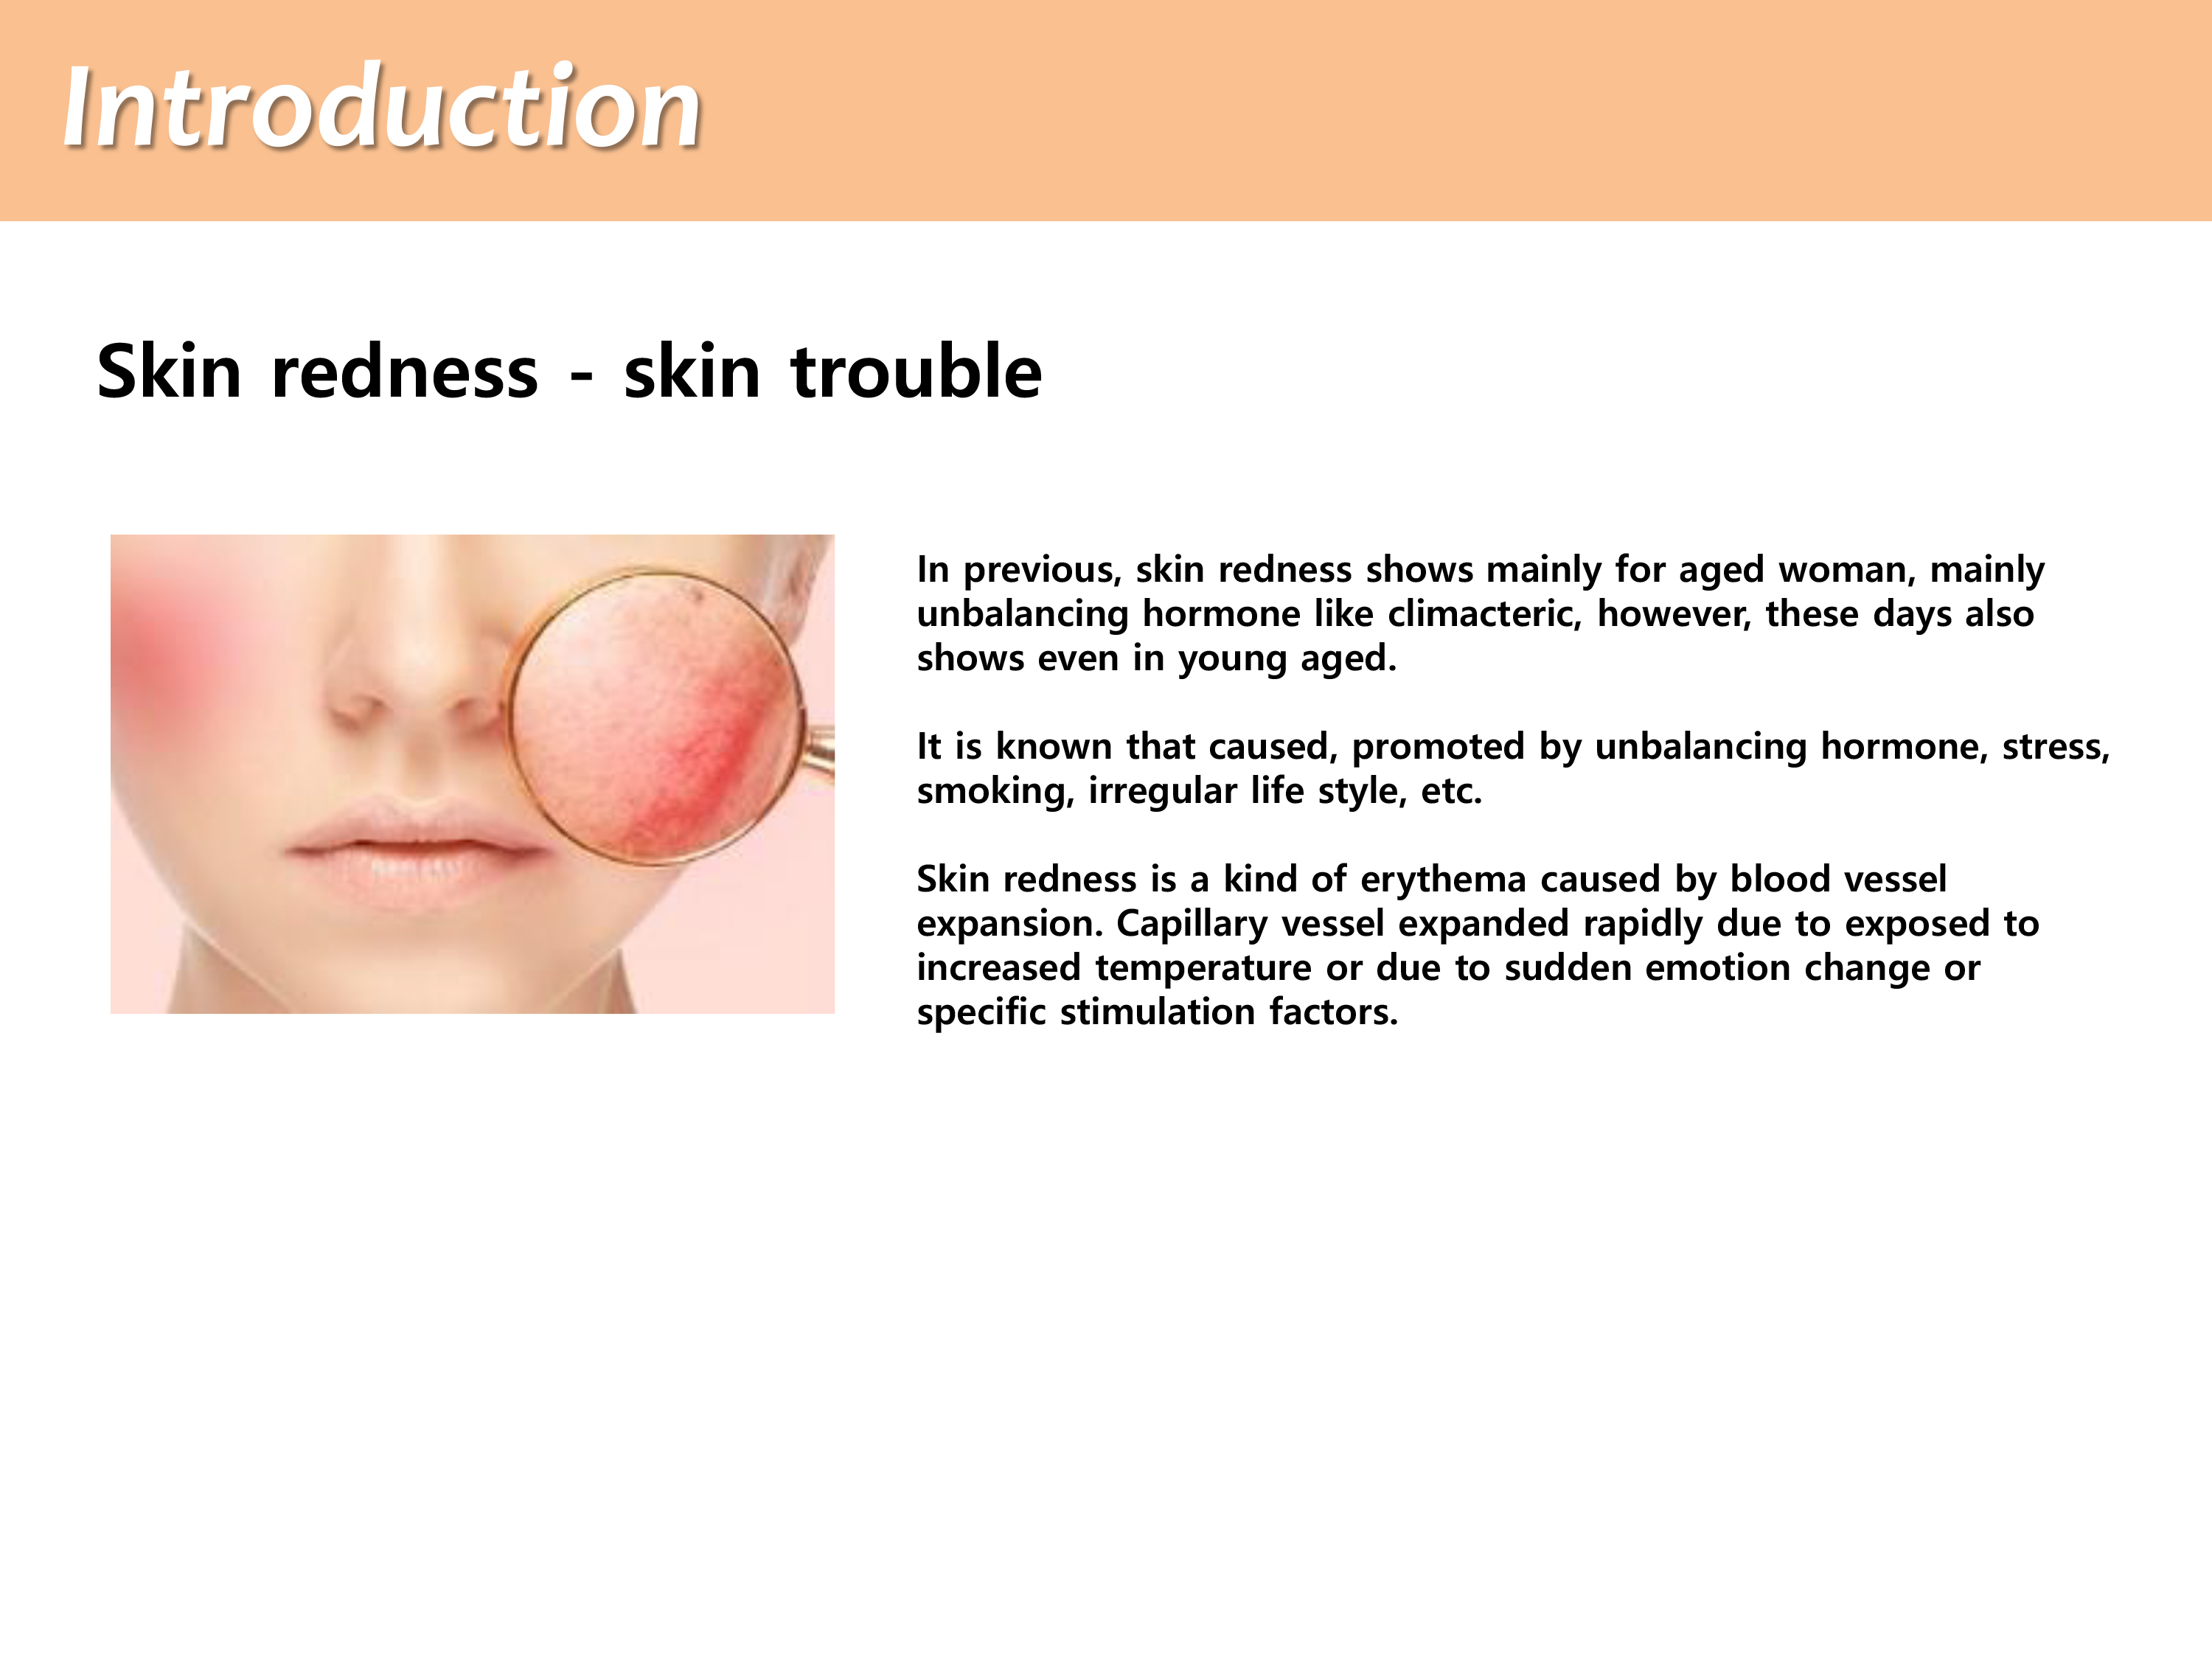 Introduction
Skin redness - skin trouble
In previous, skin redness shows mainly for aged woman, mainly
unbalancing hormone like climacteric, however, these days also
shows even in young aged.
It is known that caused, promoted by unbalancing hormone, stress,
smoking, irregular life style, etc.
Skin redness is a kind of erythema caused by blood vessel
expansion. Capillary vessel expanded rapidly due to exposed to
increased temperature or due to sudden emotion change or
specific stimulation factors.